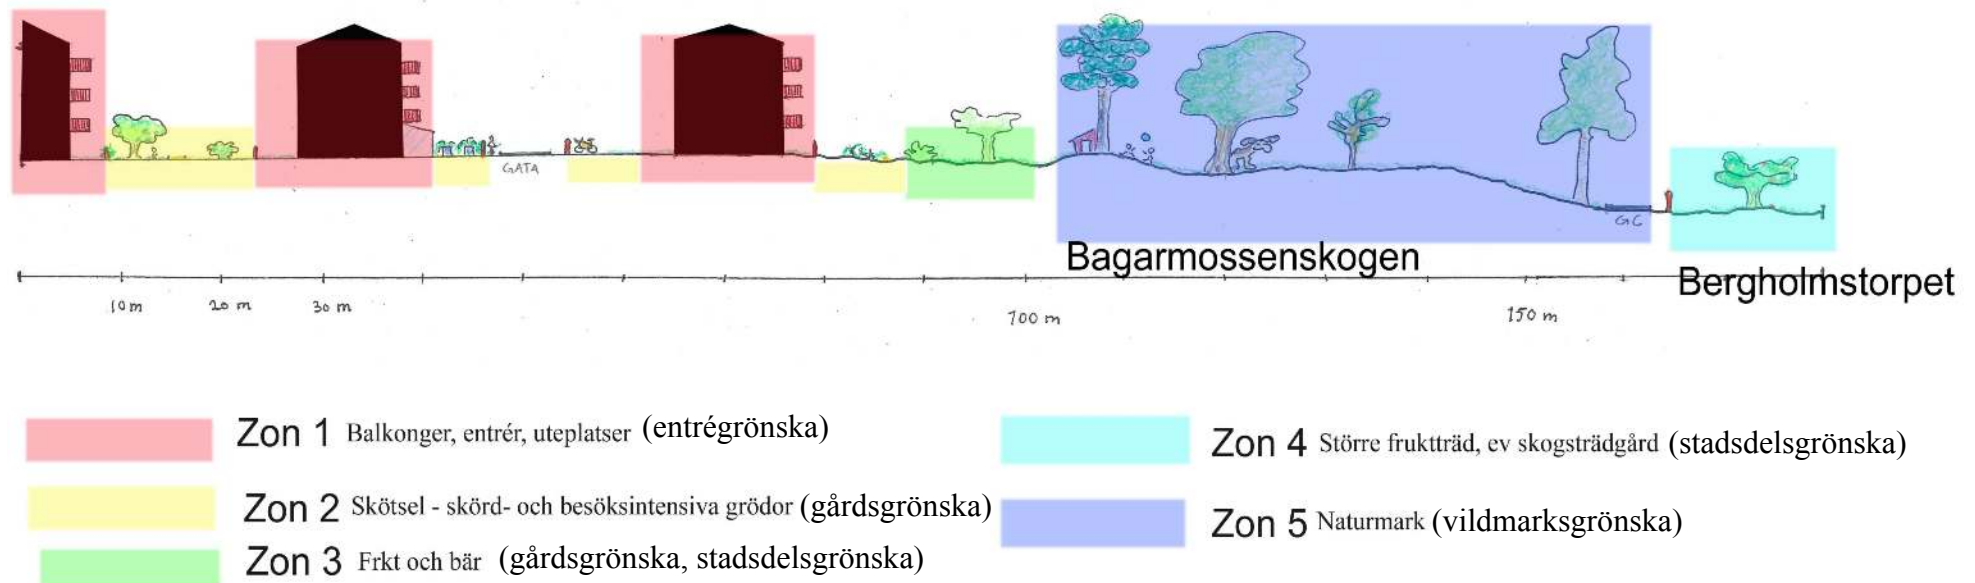 GATA
GC
Bagarmossenskogen
Bergholmstorpet
10 m
20 m
30 m
100 m
150 m
Zon 1 Balkonger, entrér, uteplatser (entrégrönska)
Zon 2 Skötsel - skörd- och besöksintensiva grödor (gårdsgrönska)
Zon 3 Frkt och bär (gårdsgrönska, stadsdelsgrönska)
Zon 4 Större fruktträd, ev skogsträdgård (stadsdelsgrönska)
Zon 5 Naturmark (vildmarksgrönska)